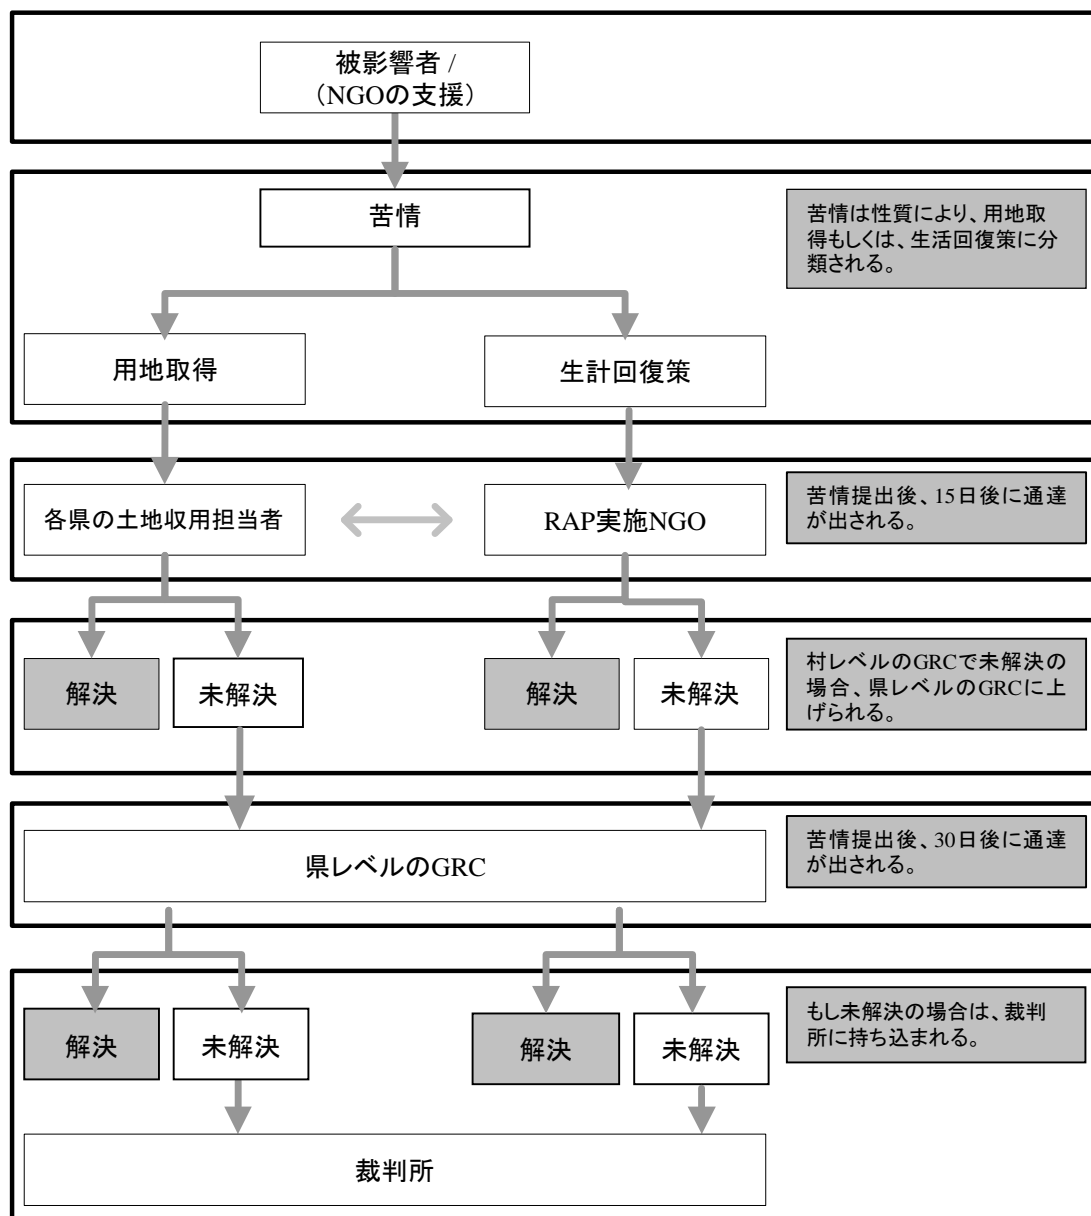 被影響者 /
（NGOの支援）
苦情
苦情は性質により、用地取
得もしくは、生活回復策に分
類される。
用地取得
生計回復策
各県の土地収用担当者
RAP実施NGO
苦情提出後、15日後に通達
が出される。
解決
未解決
解決
未解決
村レベルのGRCで未解決の
場合、県レベルのGRCに上
げられる。
県レベルのGRC
苦情提出後、30日後に通達
が出される。
解決
未解決
解決
未解決
もし未解決の場合は、裁判
所に持ち込まれる。
裁判所